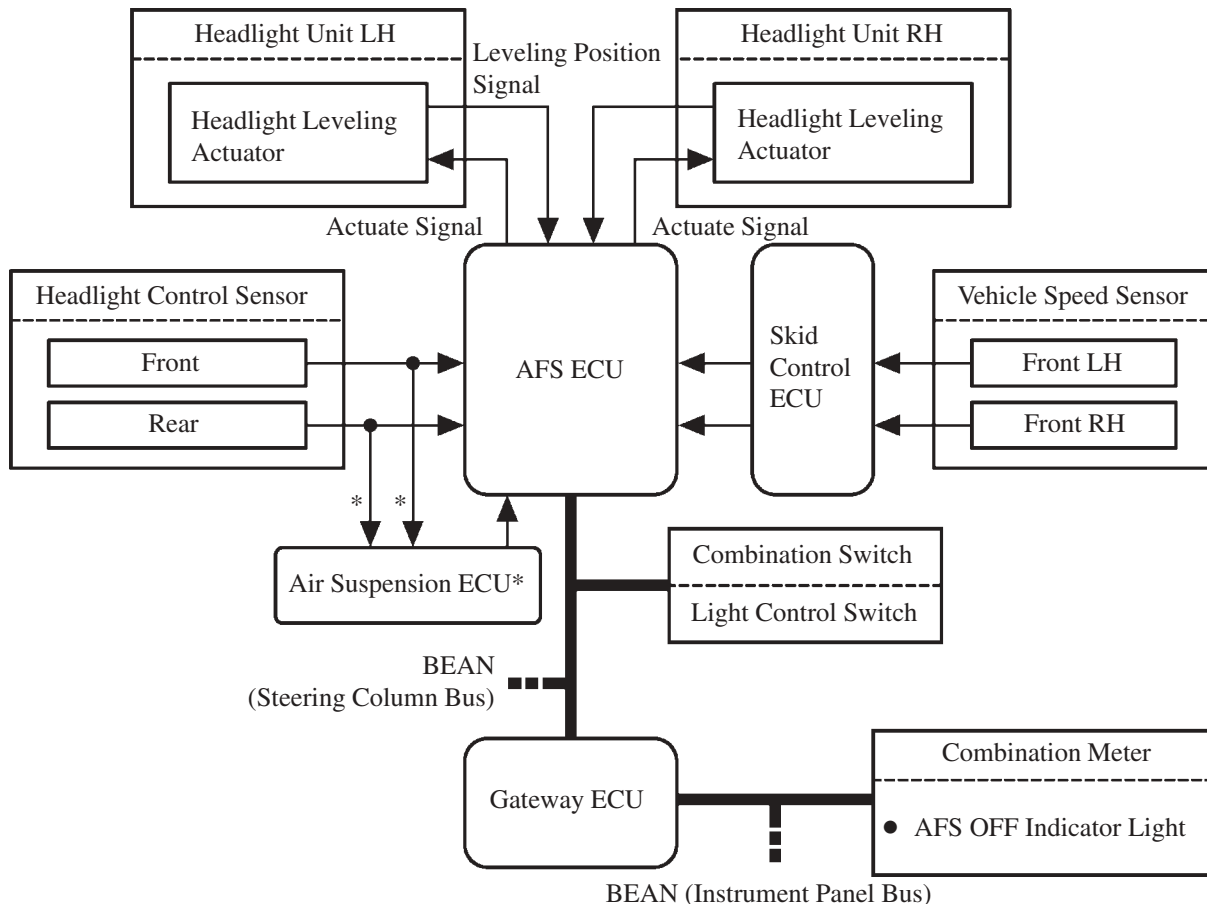 Headlight Unit LH
Headlight Leveling
Actuator
Leveling Position
Signal
Headlight Unit RH
Headlight Leveling
Actuator
Actuate Signal
Actuate Signal
Headlight Control Sensor
Front
Rear
AFS ECU
Skid
Control
ECU
Vehicle Speed Sensor
Front LH
Front RH
*
*
Air Suspension ECU*
Combination Switch
Light Control Switch
BEAN
(Steering Column Bus)
Gateway ECU
Combination Meter
● AFS OFF Indicator Light
BEAN (Instrument Panel Bus)